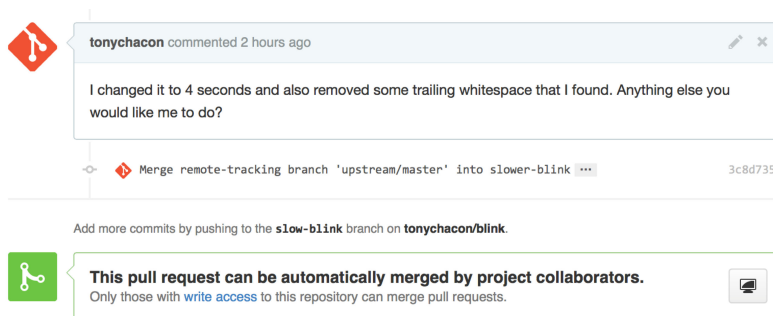 tonychacon commented 2 hours ago
I changed it to 4 seconds and also removed some trailing whitespace that I found. Anything else you
would like me to do?
Merge remote-tracking branch 'upstream/master' into slower-blink ... 3c8d735
Add more commits by pushing to the slow-blink branch on tonychacon/blink.
This pull request can be automatically merged by project collaborators.
Only those with write access to this repository can merge pull requests.